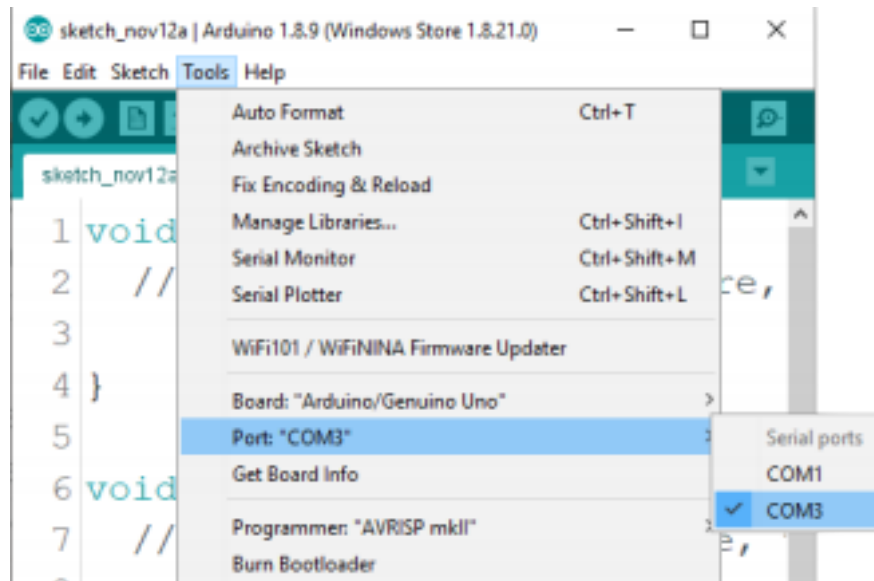 sketch_nov12a | Arduino 1.8.9 (Windows Store 1.8.21.0)
File Edit Sketch Tools Help
sketch_nov12a
Auto Format Ctrl+T
Archive Sketch
Fix Encoding & Reload
Manage Libraries... Ctrl+Shift+I
Serial Monitor Ctrl+Shift+M
Serial Plotter Ctrl+Shift+L
WiFi101 / WiFiNINA Firmware Updater
Board: "Arduino/Genuino Uno"
Port: "COM3"
Get Board Info
Programmer: "AVRISP mkII"
Burn Bootloader
Serial ports
COM1
COM3
1 void
2 // re,
3
4 }
5
6 void
7 // e,